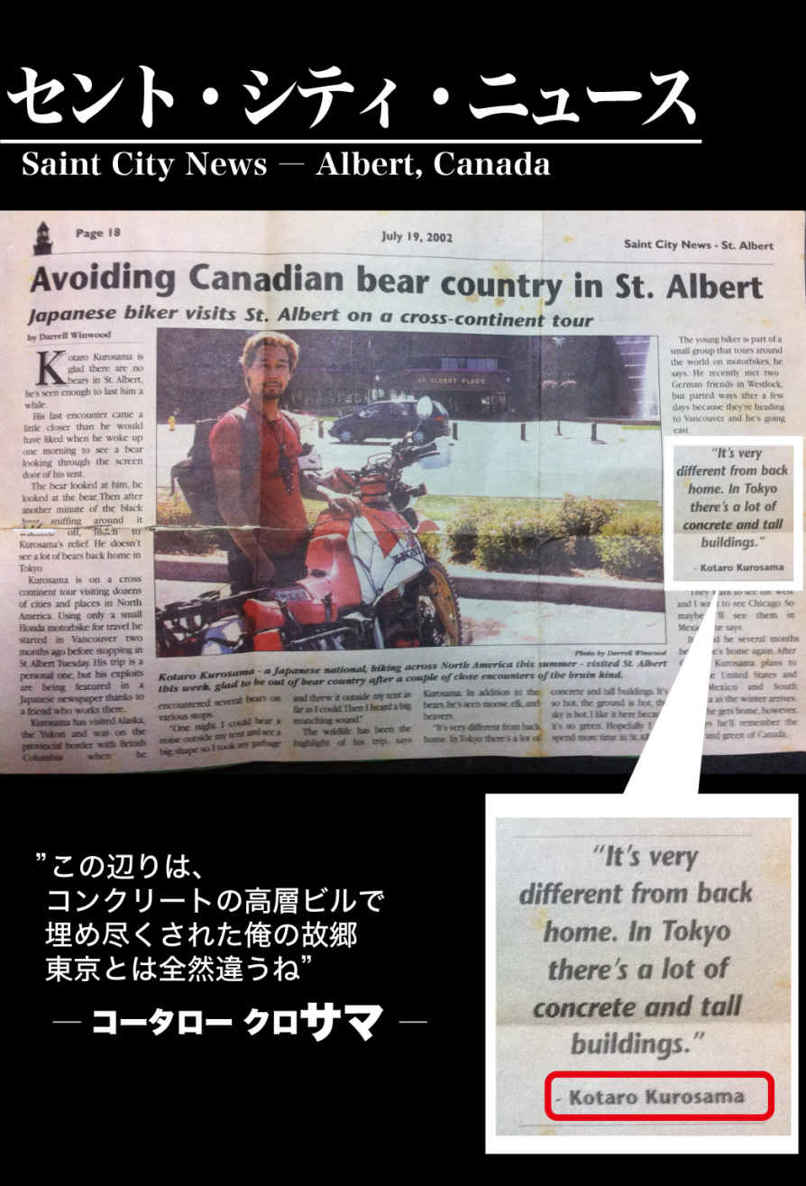 セント・シティ・ニュース
Saint City News — Albert, Canada
Page 18
July 19, 2002
Saint City News - St. Albert
Avoiding Canadian bear country in St. Albert
Japanese biker visits St. Albert on a cross-continent tour
by Darrell Winwood
Kotaro Kurosama is
glad there are no
bears in St. Albert,
he's seen enough to last him a
while.
His last encounter came a
little closer than he would
have liked when he woke up
one morning to see a bear
looking through the screen
door of his tent.
The bear looked at him, he
looked at the bear. Then after
another minute of the black
bear sniffing around it
off, much to
Kurosama's relief. He doesn't
see a lot of bears back home in
Tokyo
Kurosama is on a cross
continent tour visiting dozens
of cities and places in North
America. Using only a small
Honda motorbike for travel he
started in Vancouver two
months ago before stopping in
St Albert Tuesday. His trip is a
personal one, but his exploits
are being featured in a
Japanese newspaper thanks to
a friend who works there.
Kurosama has visited Alaska,
the Yukon and was on the
provincial border with British
Columbia when he
ST ALBERT PLACE
Photo by Darrell Winwood
Kotaro Kurosama - a Japanese national, biking across North America this summer - visited St. Albert
this week, glad to be out of bear country after a couple of close encounters of the bruin kind.
encountered several bears on
various stops.
"One night I could hear a
noise outside my tent and see a
big shape so I took my garbage
and threw it outside my tent as
far as I could. Then I heard a big
munching sound."
The wildlife has been the
highlight of his trip, says
Kurosama. In addition to the
bears he's seen moose, elk, and
beavers.
"It's very different from back
home. In Tokyo there's a lot of
concrete and tall buildings. It's
so hot, the ground is hot, the
sky is hot. I like it here because
it's so green. Hopefully I
spend more time in
The young biker is part of a
small group that tours around
the world on motorbikes, he
says. He recently met two
German friends in Westlock,
but parted ways after a few
days because they're heading
to Vancouver and he's going
east.
"It's very
different from back
home. In Tokyo
there's a lot of
concrete and tall
buildings."
- Kotaro Kurosama
They want to see the west
and I want to see Chicago. So
maybe see them in
he says.
be several months
he's home again. After
Kurosama plans to
United States and
Mexico and South
as the winter arrives.
he gets home, however,
he'll remember the
and green of Canada.
"この辺りは、
コンクリートの高層ビルで
埋め尽くされた俺の故郷
東京とは全然違うね"
— コータロー クロサマ —
"It's very
different from back
home. In Tokyo
there's a lot of
concrete and tall
buildings."
- Kotaro Kurosama